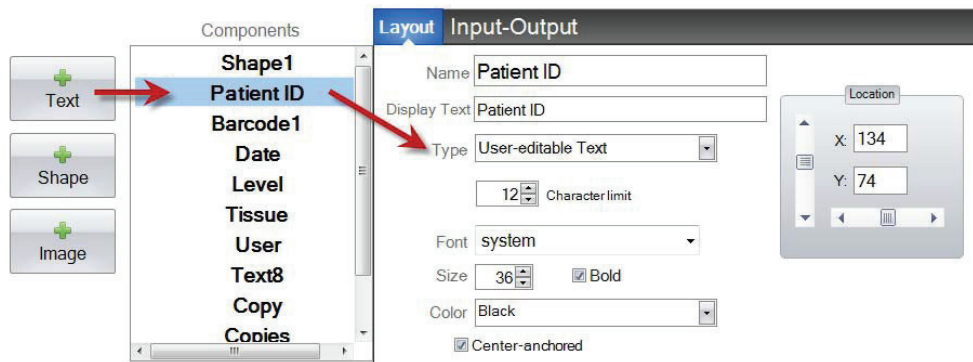 Components
Layout Input-Output
Text
Shape
Image
Shape1
Patient ID
Barcode1
Date
Level
Tissue
User
Text8
Copy
Copies
Name Patient ID
Display Text Patient ID
Type User-editable Text
12 Character limit
Font system
Size 36 Bold
Color Black
Center-anchored
Location
X: 134
Y: 74